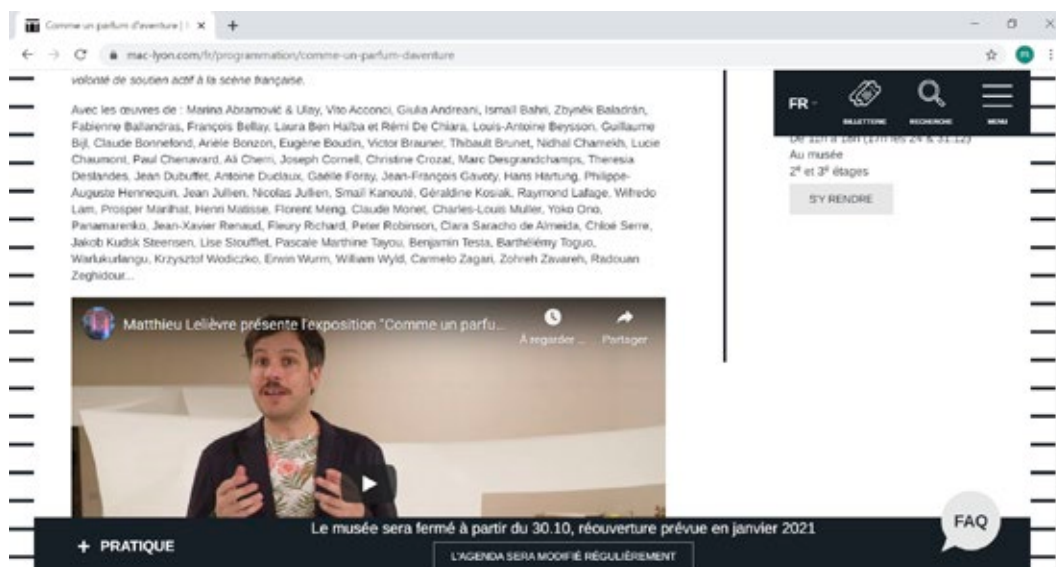 Comme un parfum d'aventure |
mac-lyon.com/fr/programmation/comme-un-parfum-daventure
volonté de soutien actif à la scène française.
Avec les œuvres de : Marina Abramović & Ulay, Vito Acconci, Giulia Andreani, Ismaïl Bahri, Zbyněk Baladrán,
Fabienne Ballandras, François Bellay, Laura Ben Haïba et Rémi De Chiara, Louis-Antoine Beysson, Guillaume
Bijl, Claude Bonnefond, Arièle Bonzon, Eugène Boudin, Victor Brauner, Thibault Brunet, Nidhal Chamekh, Lucie
Chaumont, Paul Chenavard, Ali Cherri, Joseph Cornell, Christine Crozat, Marc Desgrandchamps, Theresia
Deslandes, Jean Dubuffet, Antoine Duclaux, Gaëlle Foray, Jean-François Gavoty, Hans Hartung, Philippe-
Auguste Hennequin, Jean Jullien, Nicolas Jullien, Smaïl Kanouté, Géraldine Kosiak, Raymond Lafage, Wifredo
Lam, Prosper Marilhat, Henri Matisse, Florent Meng, Claude Monet, Charles-Louis Muller, Yoko Ono,
Panamarenko, Jean-Xavier Renaud, Fleury Richard, Peter Robinson, Clara Saracho de Almeida, Chloé Serre,
Jakob Kudsk Steensen, Lise Stoufflet, Pascale Marthine Tayou, Benjamin Testa, Barthélémy Toguo,
Warlukurlangu, Krzysztof Wodiczko, Erwin Wurm, William Wyld, Carmelo Zagari, Zohreh Zavareh, Radouan
Zeghidour...
FR
BILLETTERIE
RECHERCHE
MENU
De 11h à 18h (17h les 24 & 31.12)
Au musée
2e et 3e étages
S'Y RENDRE
Matthieu Lelièvre présente l'exposition "Comme un parfu...
À regarder ...
Partager
+ PRATIQUE
Le musée sera fermé à partir du 30.10, réouverture prévue en janvier 2021
L'AGENDA SERA MODIFIÉ RÉGULIÈREMENT
FAQ